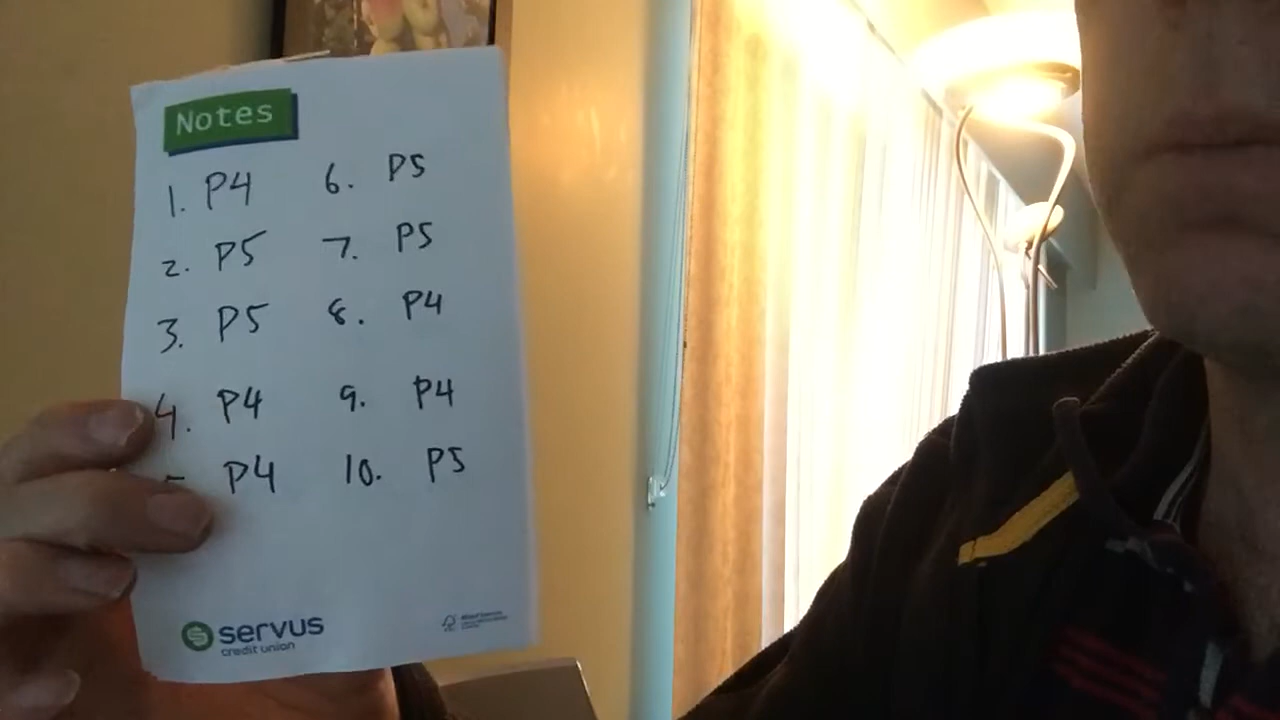 Notes
1. P4
2. P5
3. P5
4. P4
P4
6. P5
7. P5
8. P4
9. P4
10. P5
servus
credit union